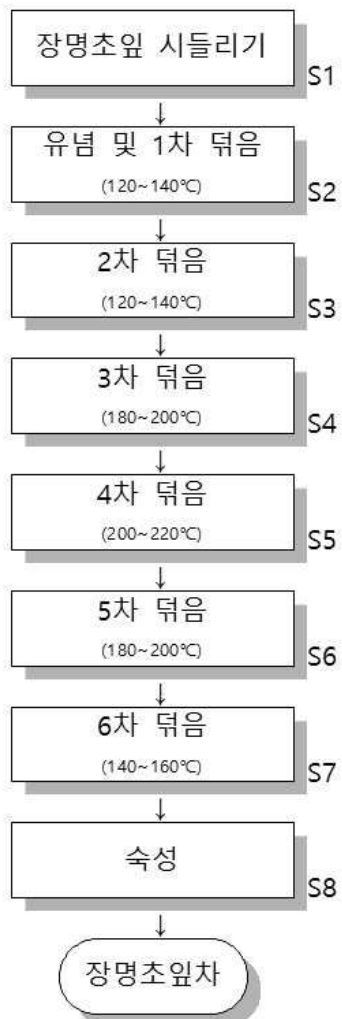 장명초잎 시들리기
S1
↓
유념 및 1차 덖음
(120~140℃)
S2
↓
2차 덖음
(120~140℃)
S3
↓
3차 덖음
(180~200℃)
S4
↓
4차 덖음
(200~220℃)
S5
↓
5차 덖음
(180~200℃)
S6
↓
6차 덖음
(140~160℃)
S7
↓
숙성
S8
↓
장명초잎차